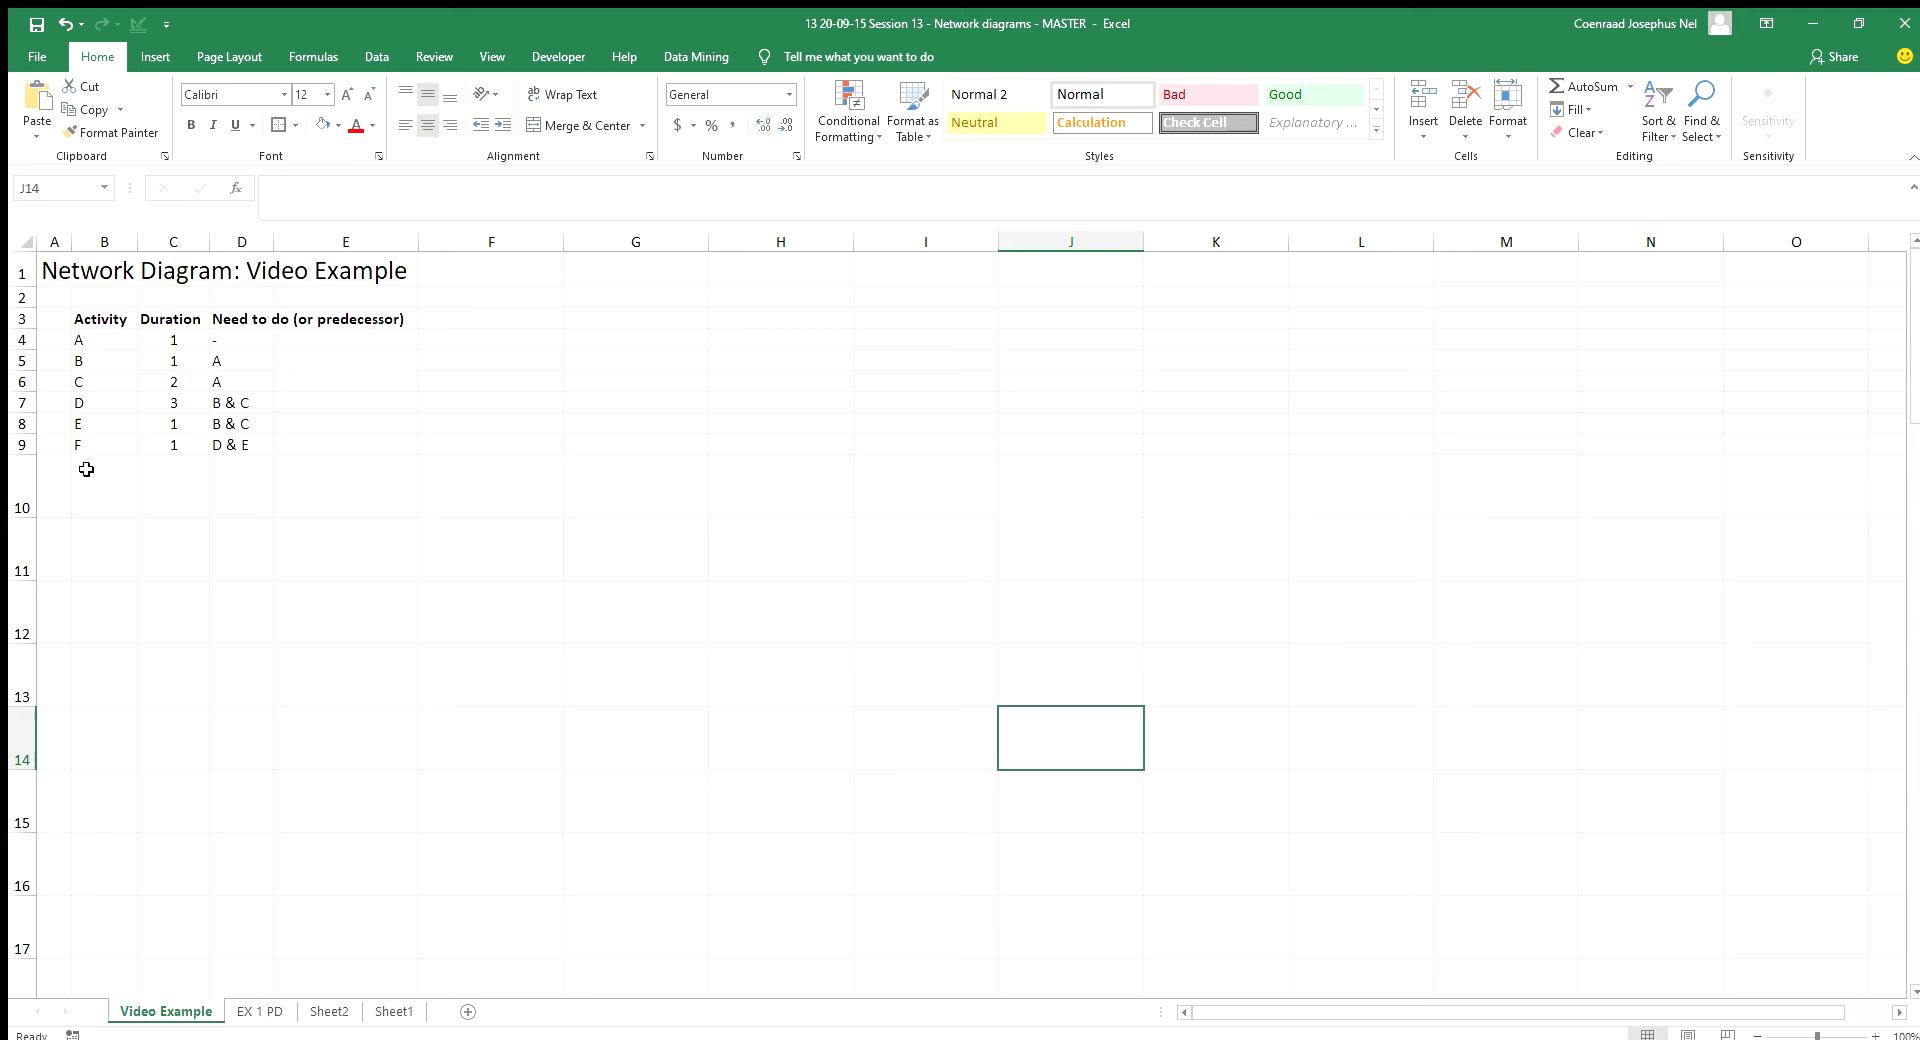 13 20-09-15 Session 13 - Network diagrams - MASTER - Excel
Coenraad Josephus Nel
File Home Insert Page Layout Formulas Data Review View Developer Help Data Mining Tell me what you want to do Share
Cut
Copy
Format Painter
Paste
Clipboard
Calibri 12
B I U A
Font
Wrap Text
Merge & Center
Alignment
General
$ % ,
Number
Conditional Formatting
Format as Table
Normal 2 Normal Bad Good
Neutral Calculation Check Cell Explanatory ...
Styles
Insert Delete Format
Cells
AutoSum
Fill
Clear
Sort & Filter
Find & Select
Editing
Sensitivity
Sensitivity
J14
fx
A B C D E F G H I J K L M N O
1 Network Diagram: Video Example
2
3 Activity Duration Need to do (or predecessor)
4 A 1 -
5 B 1 A
6 C 2 A
7 D 3 B & C
8 E 1 B & C
9 F 1 D & E
10
11
12
13
14
15
16
17
Video Example EX 1 PD Sheet2 Sheet1
Ready
100%